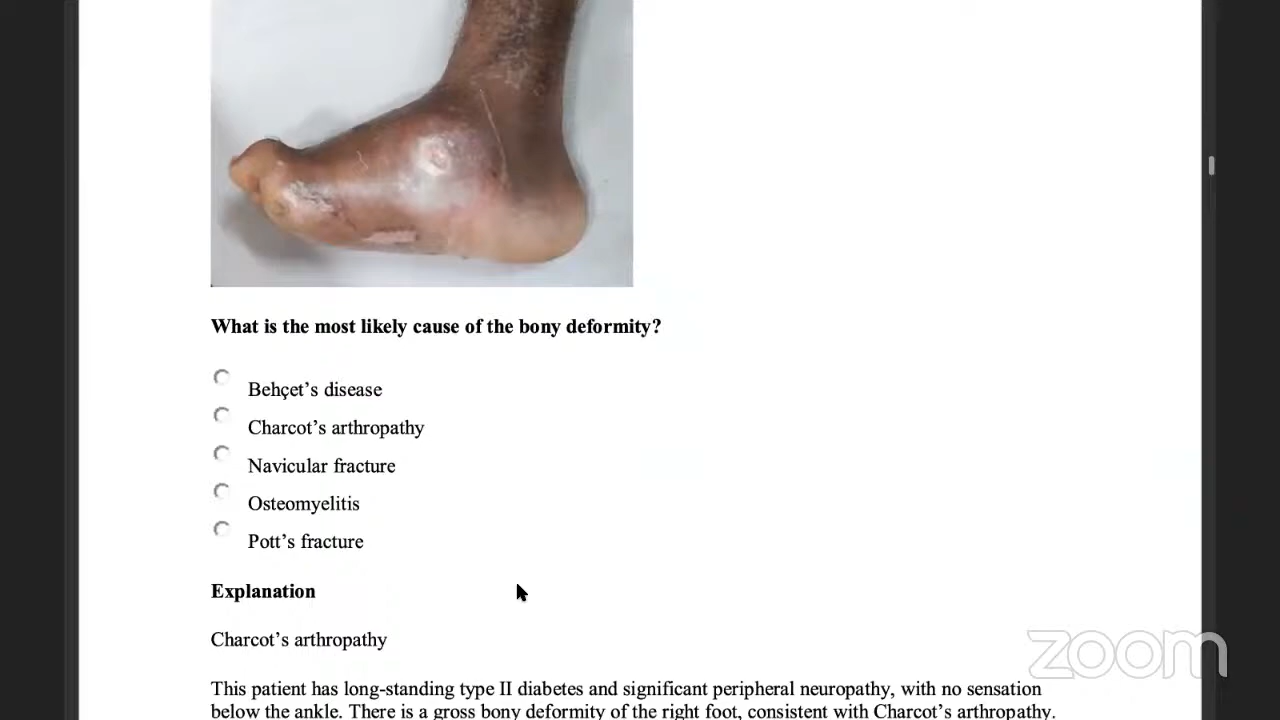 What is the most likely cause of the bony deformity?
Behçet’s disease
Charcot’s arthropathy
Navicular fracture
Osteomyelitis
Pott’s fracture
Explanation
Charcot’s arthropathy
zoom
This patient has long-standing type II diabetes and significant peripheral neuropathy, with no sensation
below the ankle. There is a gross bony deformity of the right foot, consistent with Charcot’s arthropathy.